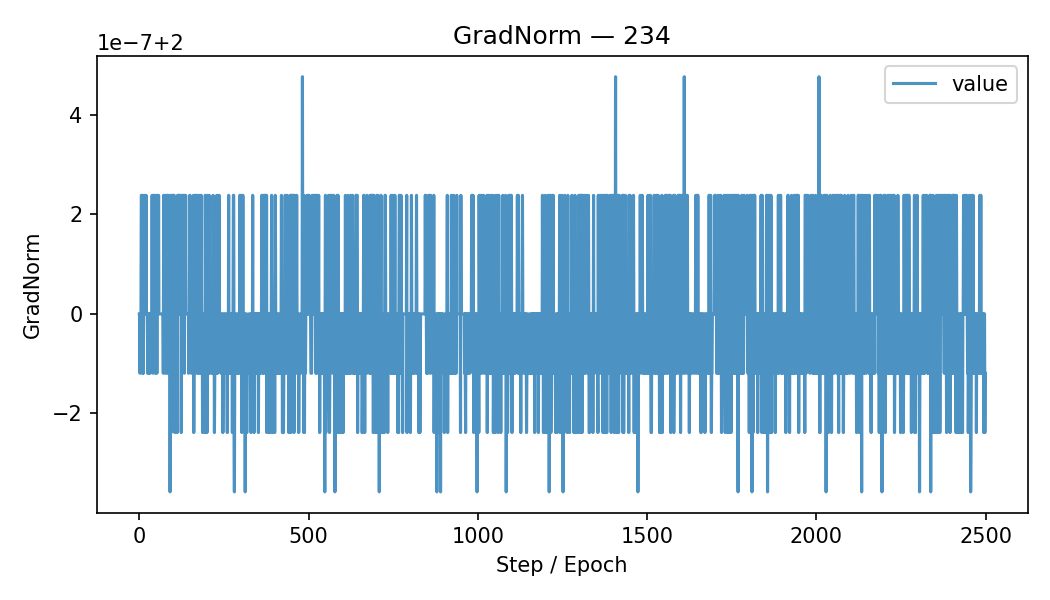 GradNorm — 234
1e−7+2
value
GradNorm
4
2
0
−2
0
500
1000
1500
2000
2500
Step / Epoch